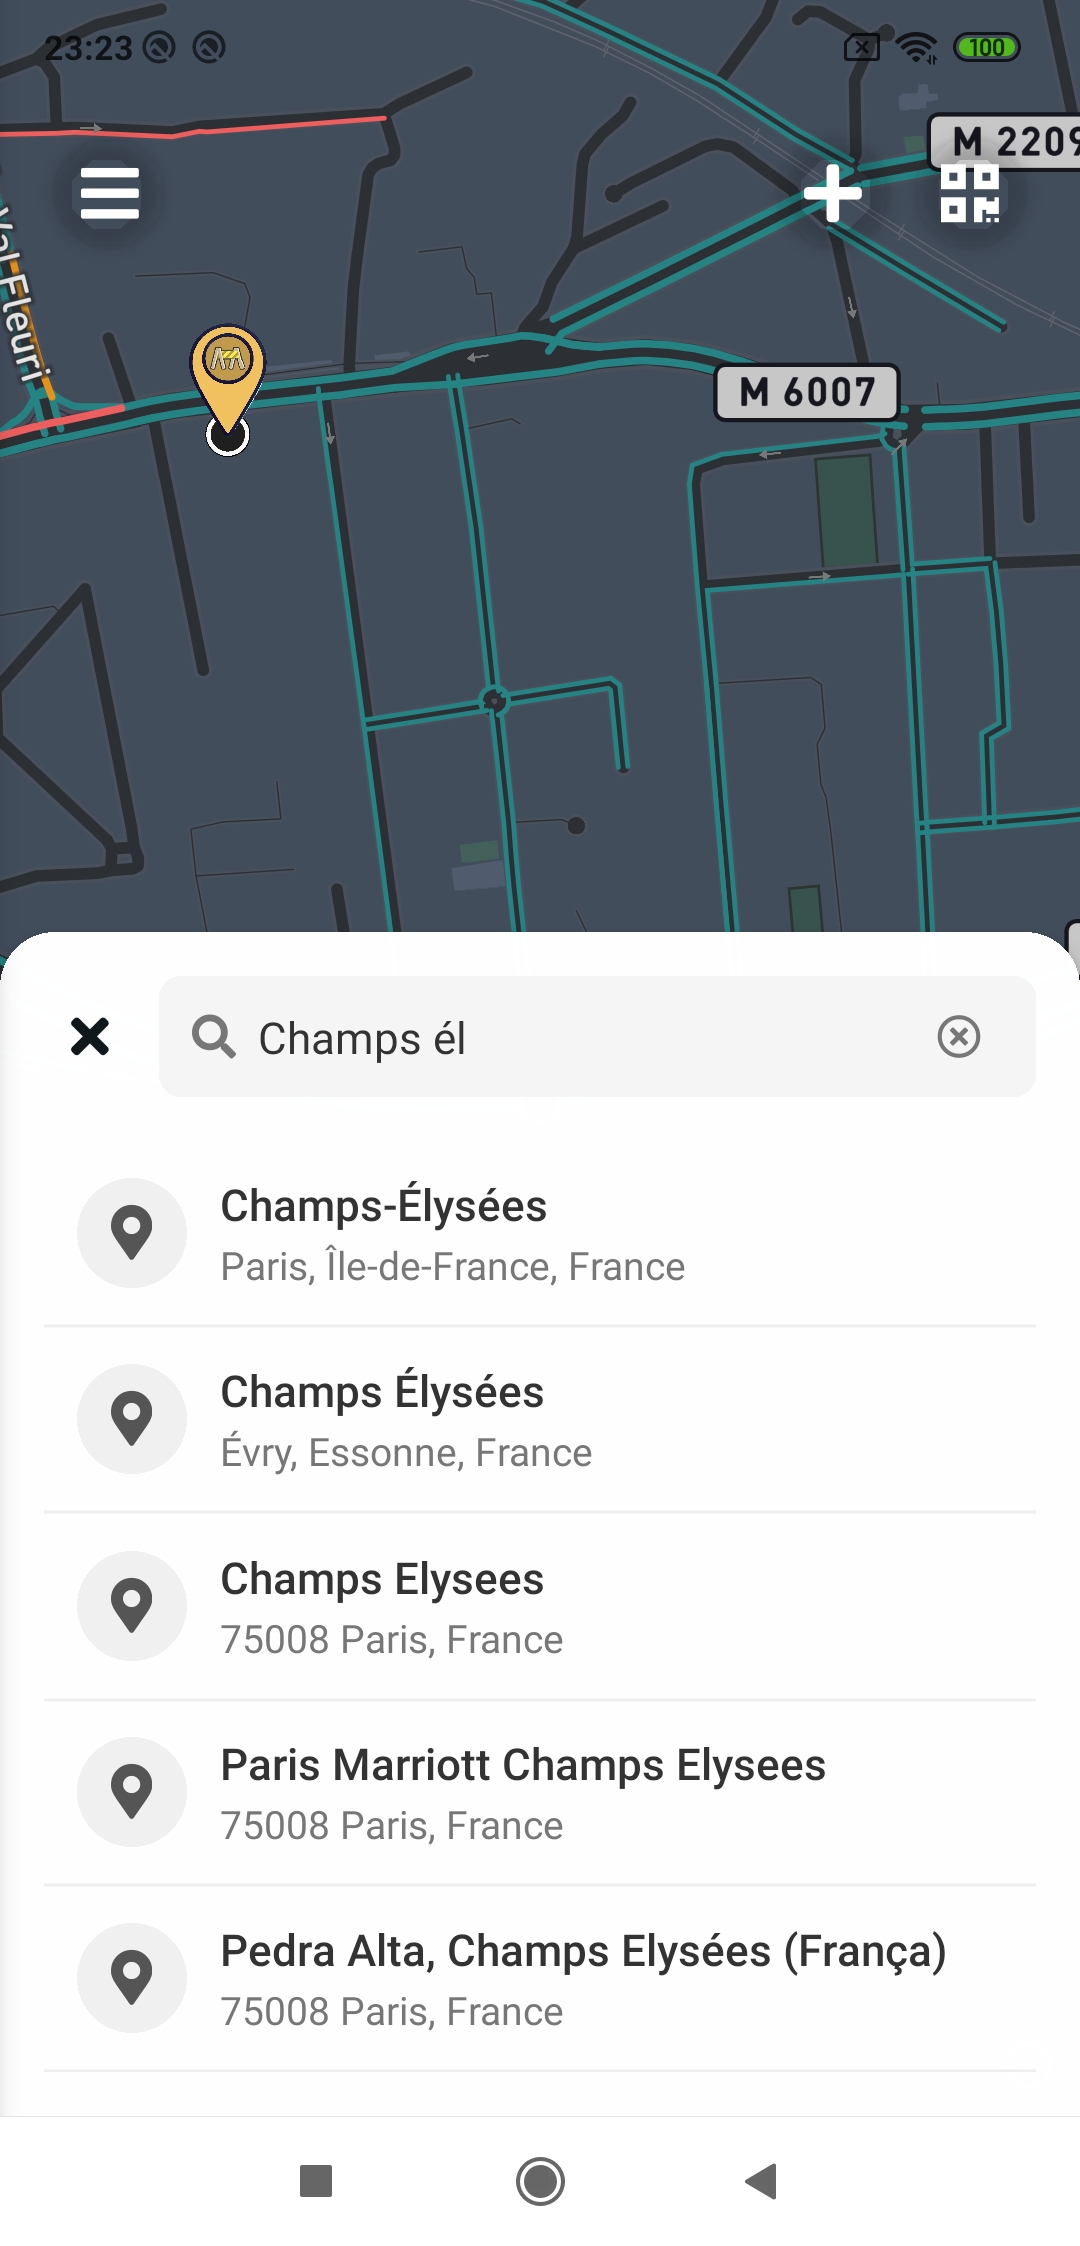 23:23
100
M 2209
Val Fleuri
M 6007
Champs él
Champs-Élysées
Paris, Île-de-France, France
Champs Élysées
Évry, Essonne, France
Champs Elysees
75008 Paris, France
Paris Marriott Champs Elysees
75008 Paris, France
Pedra Alta, Champs Elysées (França)
75008 Paris, France